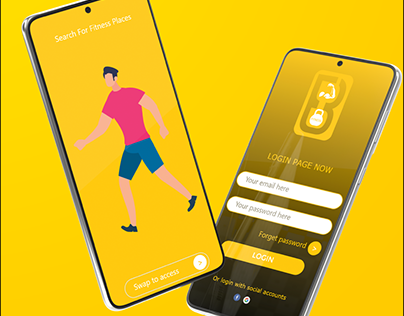 Search For Fitness Places
Swap to access
LOGIN PAGE NOW
Your email here
Your password here
Forget password
LOGIN
Or login with social accounts